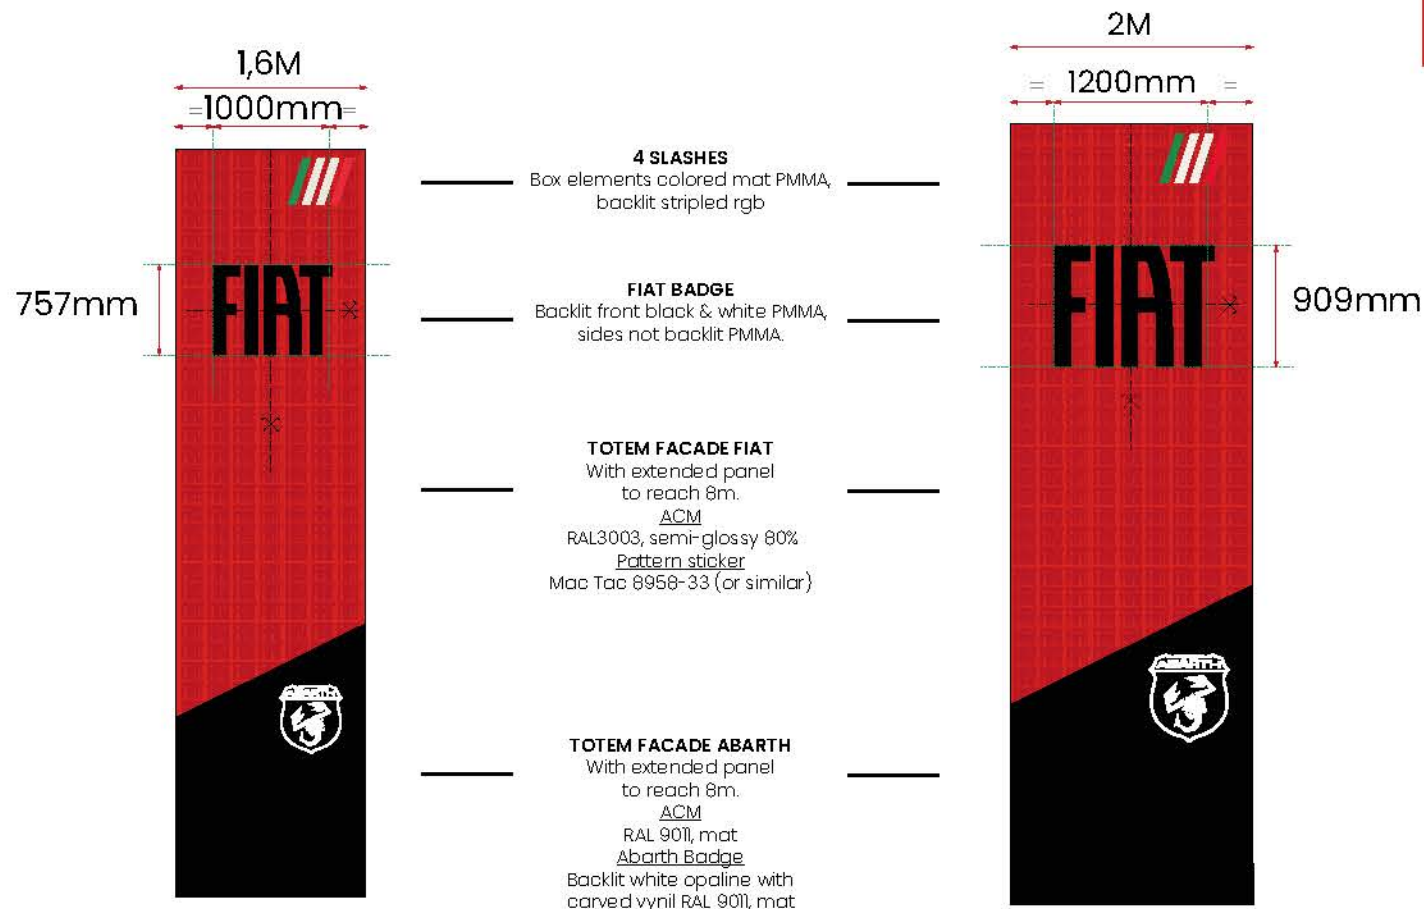 1,6M
=1000mm=
757mm
FIAT
ABARTH
4 SLASHES
Box elements colored mat PMMA,
backlit stripled rgb
FIAT BADGE
Backlit front black & white PMMA,
sides not backlit PMMA.
TOTEM FACADE FIAT
With extended panel
to reach 8m.
ACM
RAL3003, semi-glossy 80%
Pattern sticker
Mac Tac 8958-33 (or similar)
TOTEM FACADE ABARTH
With extended panel
to reach 8m.
ACM
RAL 9011, mat
Abarth Badge
Backlit white opaline with
carved vynil RAL 9011, mat
2M
= 1200mm =
909mm
FIAT
ABARTH